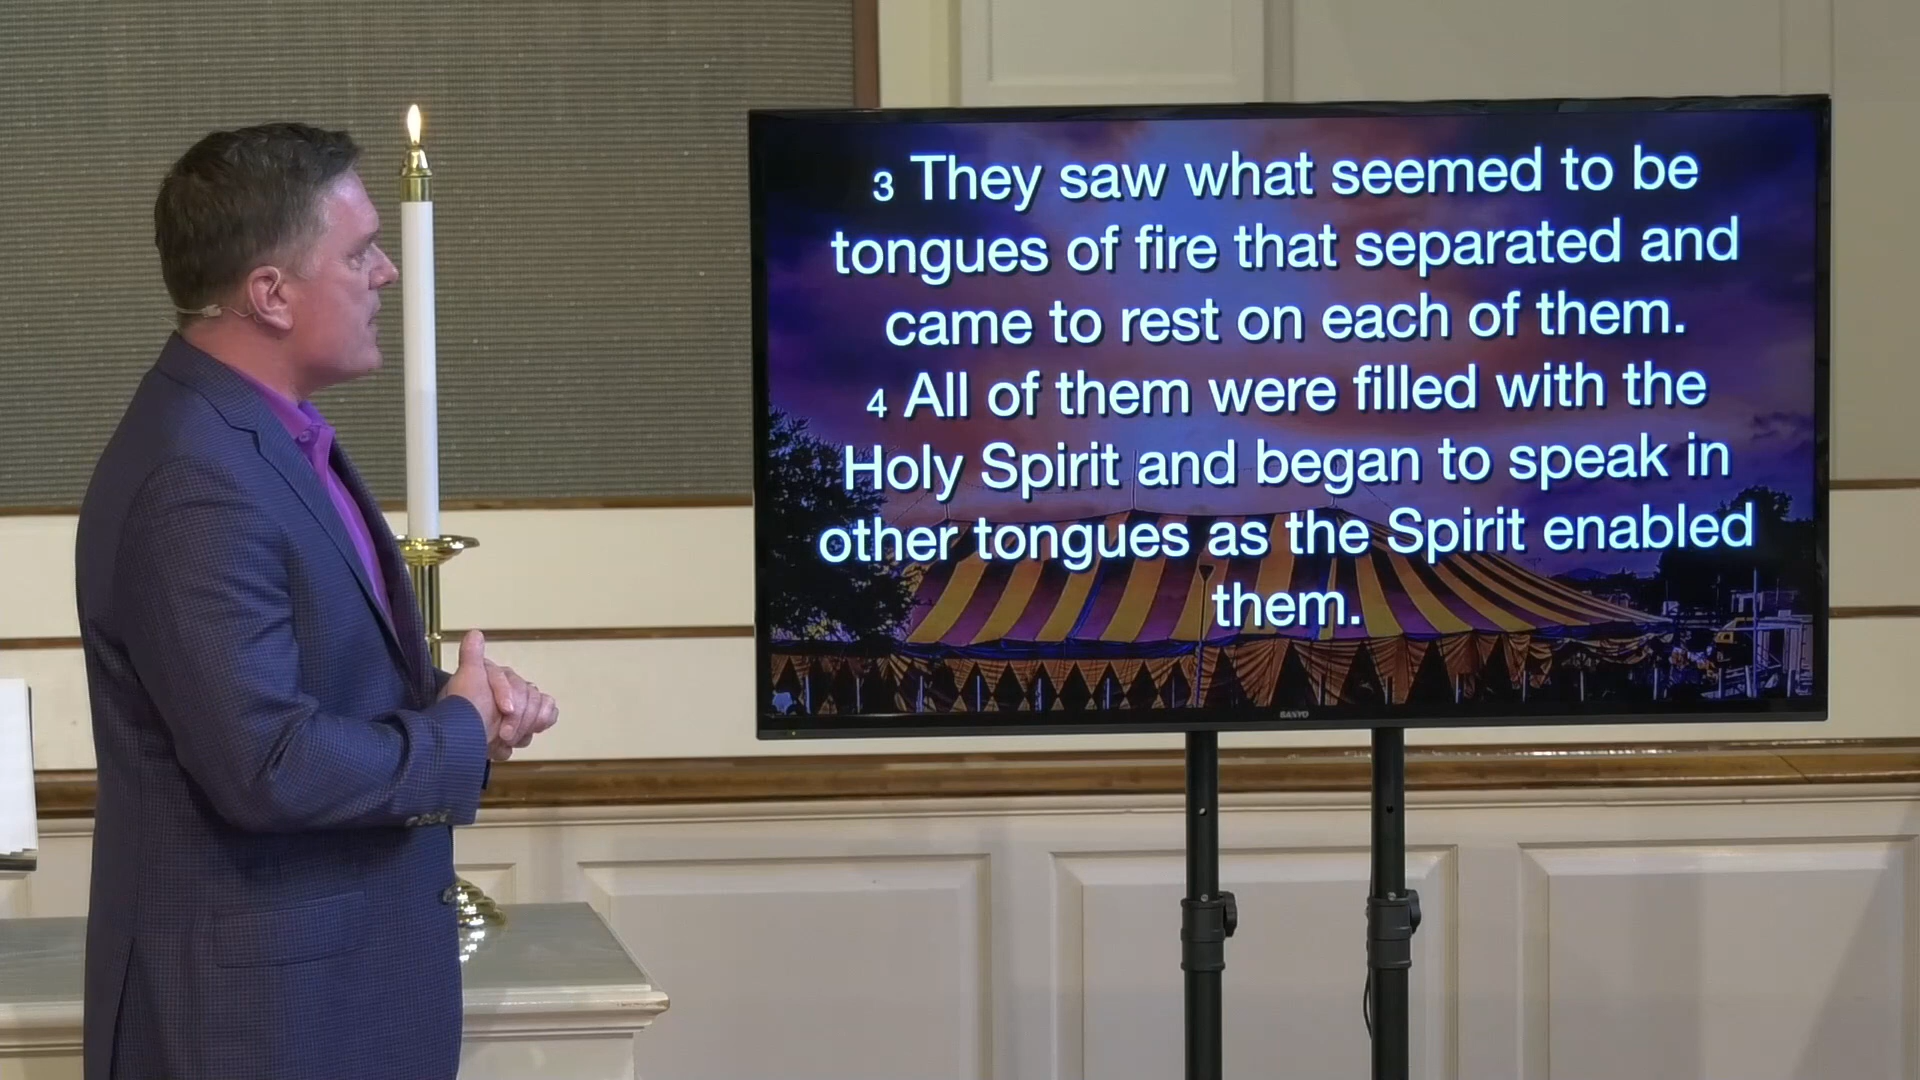 3 They saw what seemed to be
tongues of fire that separated and
came to rest on each of them.
4 All of them were filled with the
Holy Spirit and began to speak in
other tongues as the Spirit enabled
them.
SANYO